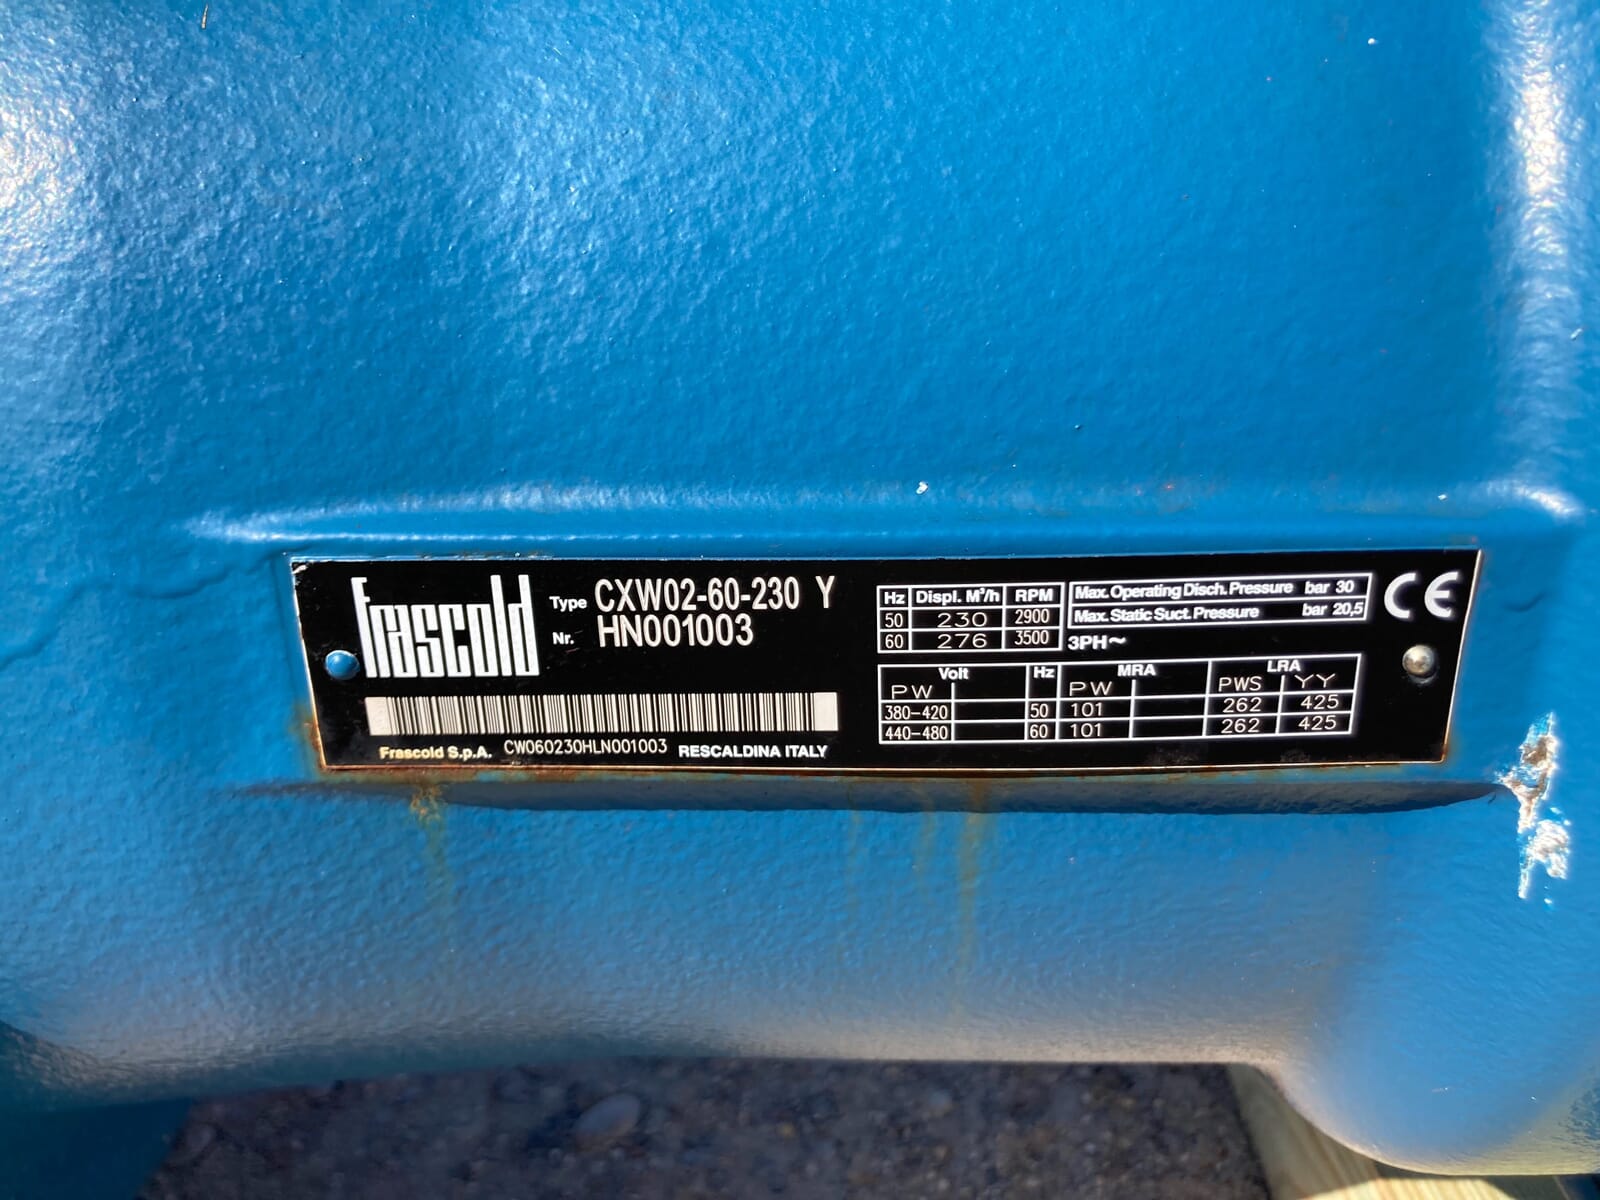 Frascold
Type CXW02-60-230 Y
Nr. HN001003
Frascold S.p.A. CW060230HLN001003 RESCALDINA ITALY
Hz Displ. M³/h RPM
50 230 2900
60 276 3500
Max. Operating Disch. Pressure bar 30
Max. Static Suct. Pressure bar 20,5
3PH~
CE
Volt Hz MRA LRA
PW PW PWS YY
380-420 50 101 262 425
440-480 60 101 262 425